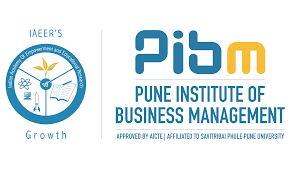 IAEER'S
Growth
Pibm
PUNE INSTITUTE OF
BUSINESS MANAGEMENT
APPROVED BY AICTE | AFFILIATED TO SAVITRIBAI PHULE PUNE UNIVERSITY